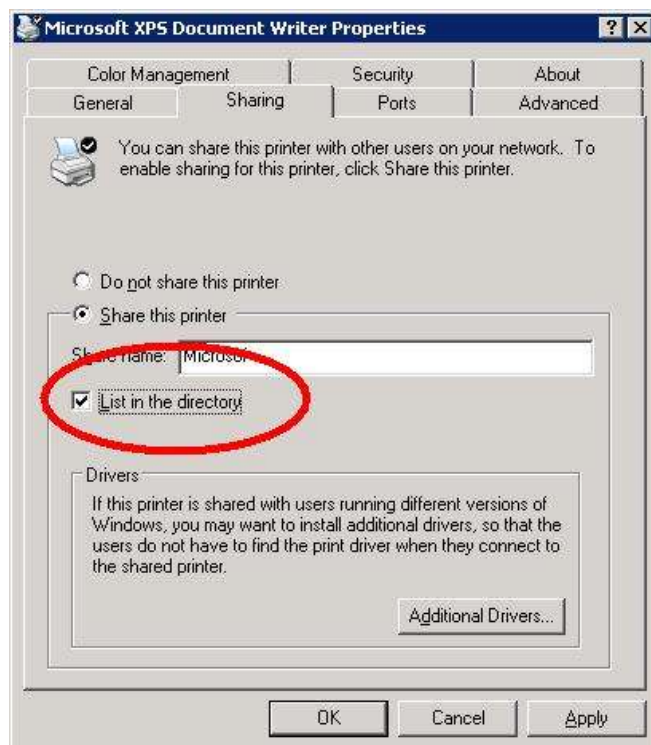 Microsoft XPS Document Writer Properties
Color Management Security About
General Sharing Ports Advanced
You can share this printer with other users on your network. To
enable sharing for this printer, click Share this printer.
Do not share this printer
Share this printer
Share name: Microsof
List in the directory
Drivers
If this printer is shared with users running different versions of
Windows, you may want to install additional drivers, so that the
users do not have to find the print driver when they connect to
the shared printer.
Additional Drivers...
OK Cancel Apply